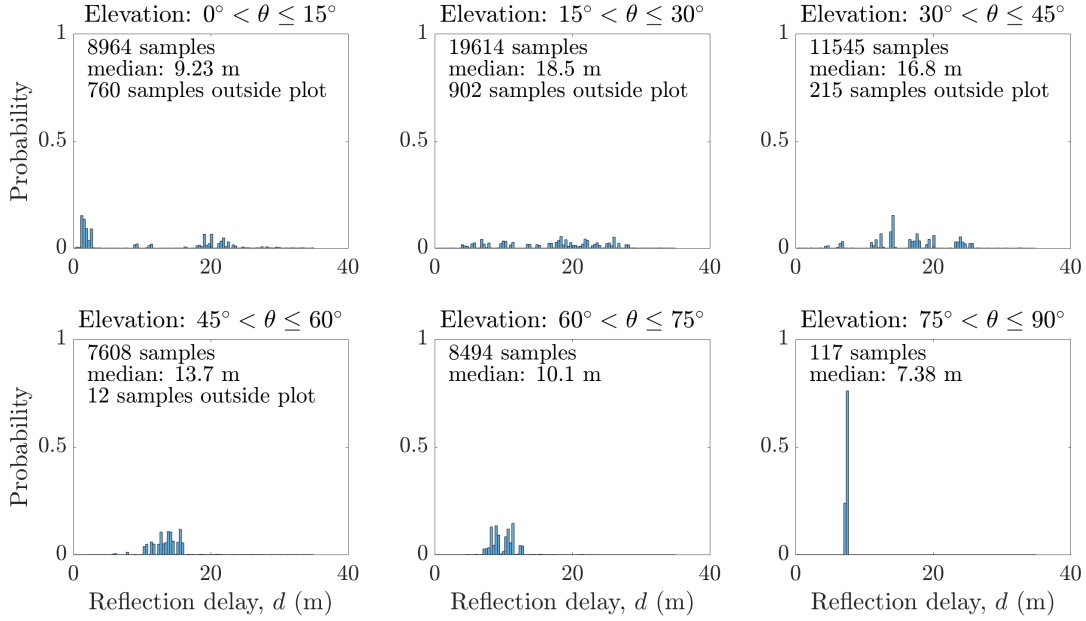 Elevation: 0° < θ ≤ 15°
1
8964 samples
median: 9.23 m
760 samples outside plot
0.5
0
0 20 40
Probability
Elevation: 15° < θ ≤ 30°
1
19614 samples
median: 18.5 m
902 samples outside plot
0.5
0
0 20 40
Elevation: 30° < θ ≤ 45°
1
11545 samples
median: 16.8 m
215 samples outside plot
0.5
0
0 20 40
Elevation: 45° < θ ≤ 60°
1
7608 samples
median: 13.7 m
12 samples outside plot
0.5
0
0 20 40
Probability
Reflection delay, d (m)
Elevation: 60° < θ ≤ 75°
1
8494 samples
median: 10.1 m
0.5
0
0 20 40
Reflection delay, d (m)
Elevation: 75° < θ ≤ 90°
1
117 samples
median: 7.38 m
0.5
0
0 20 40
Reflection delay, d (m)